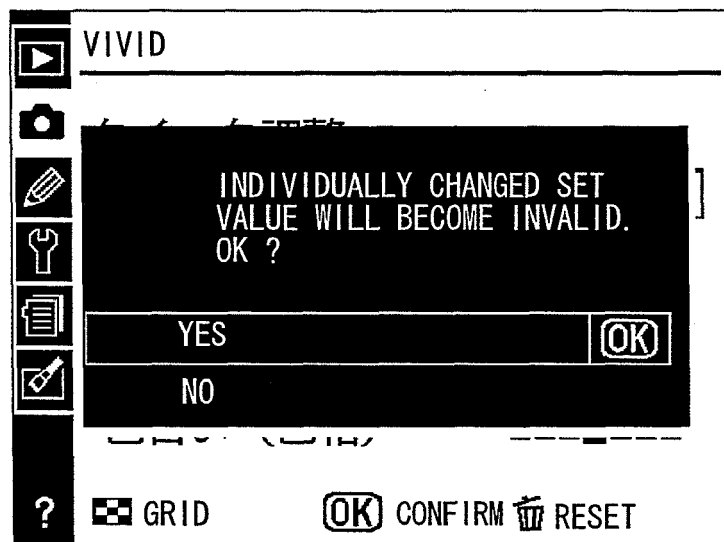 VIVID
INDIVIDUALLY CHANGED SET
VALUE WILL BECOME INVALID.
OK ?
YES OK
NO
? GRID OK CONFIRM RESET